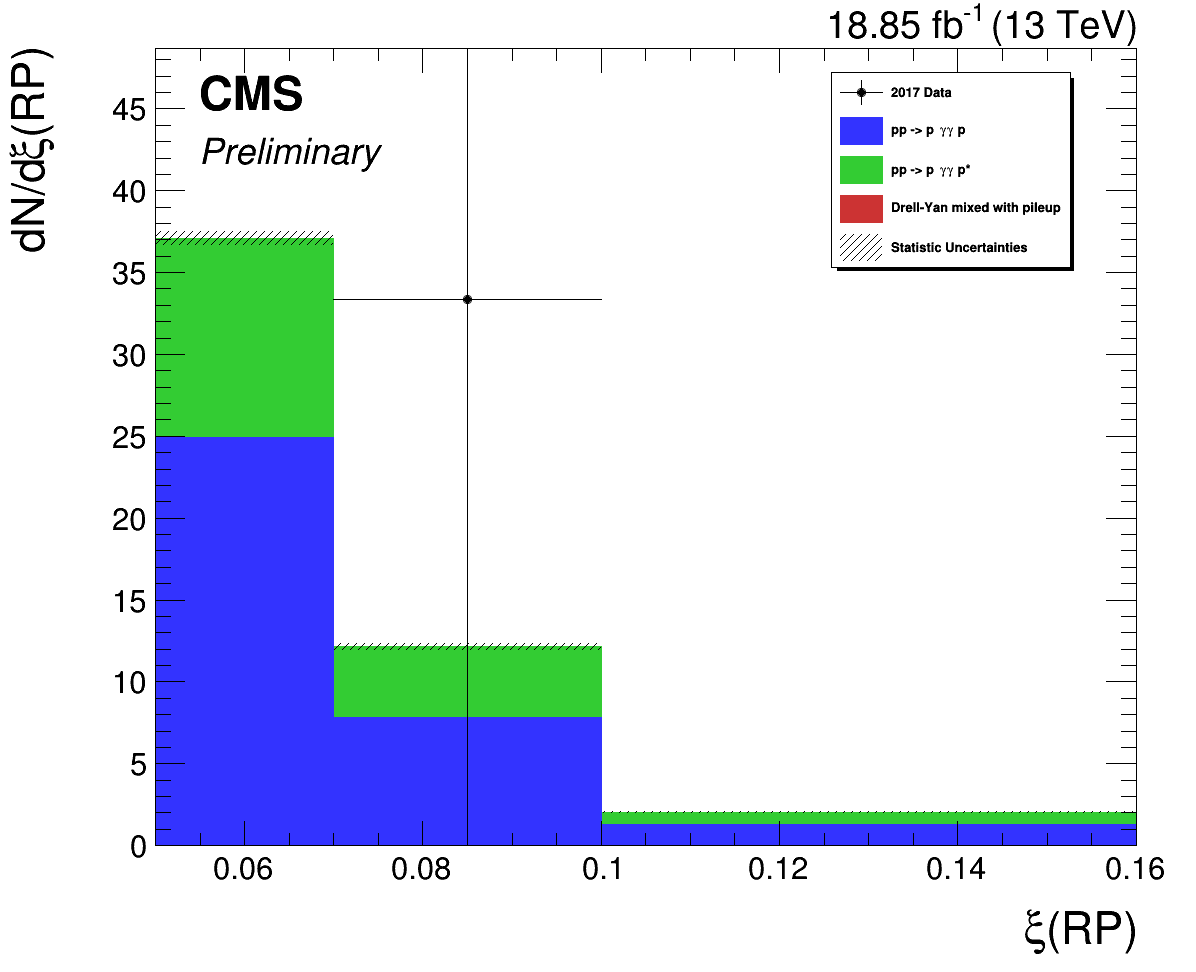 18.85 fb⁻¹ (13 TeV)
dN/dξ(RP)
CMS
Preliminary
2017 Data
pp -> p γγ p
pp -> p γγ p*
Drell-Yan mixed with pileup
Statistic Uncertainties
45
40
35
30
25
20
15
10
5
0
0.06 0.08 0.1 0.12 0.14 0.16
ξ(RP)